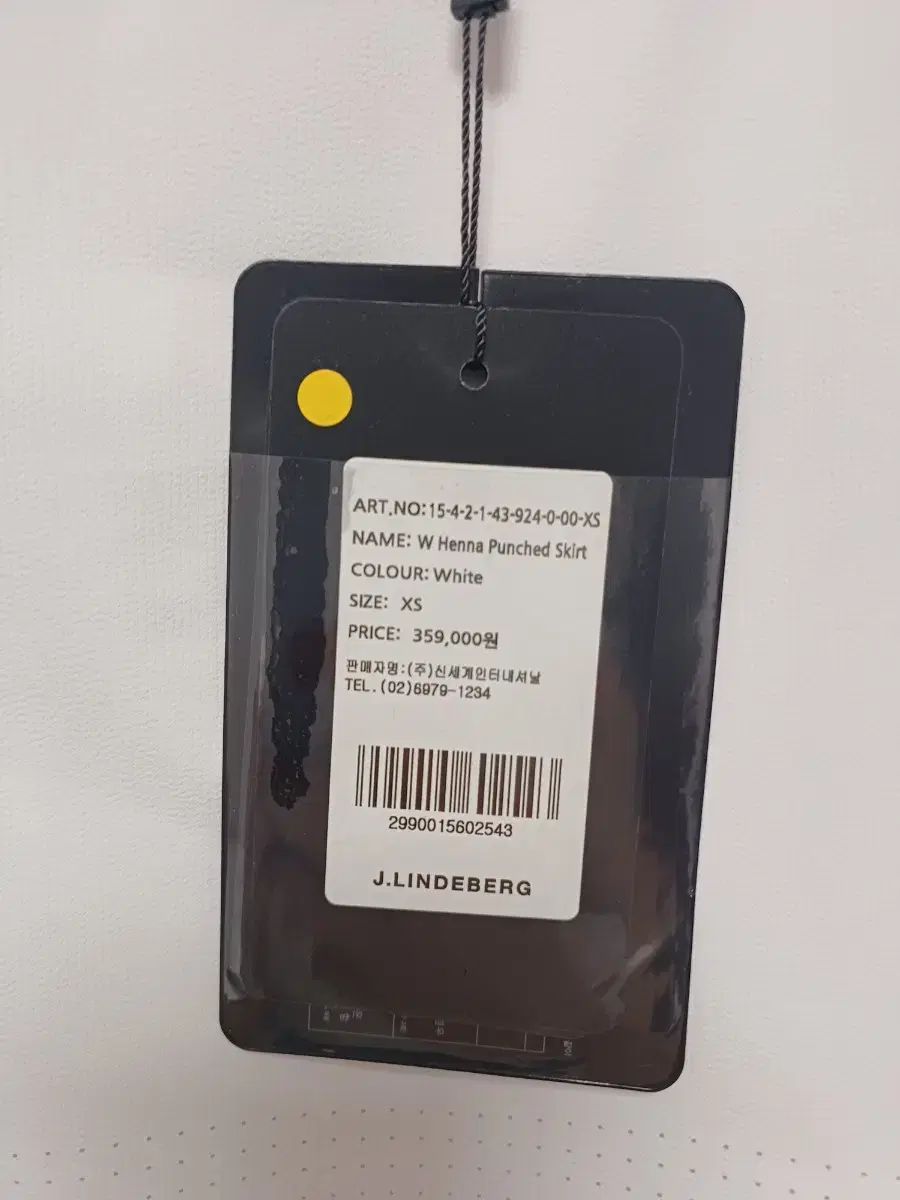 ART.NO:15-4-2-1-43-924-0-00-XS
NAME: W Henna Punched Skirt
COLOUR: White
SIZE: XS
PRICE: 359,000원
판매자명:(주)신세계인터내셔날
TEL.(02)6979-1234
2990015602543
J.LINDEBERG